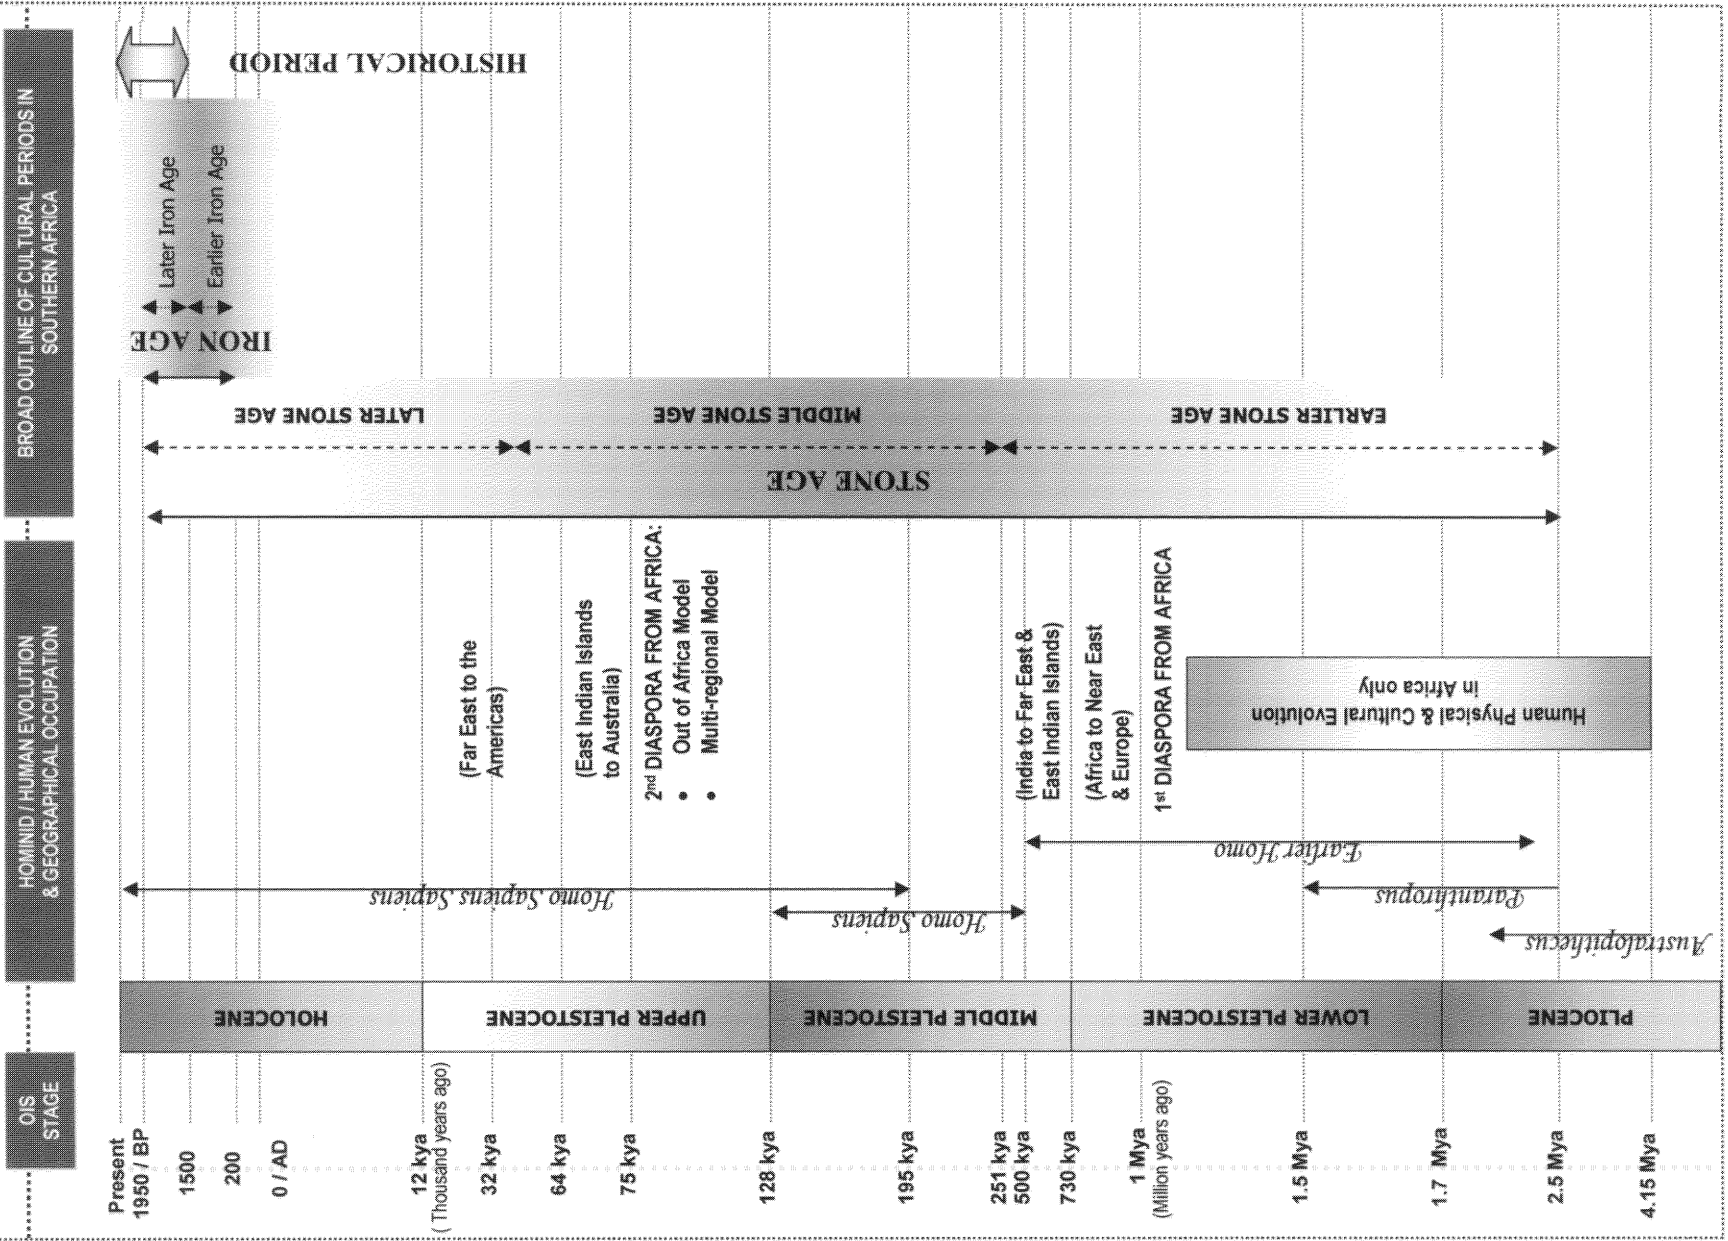 OIS
STAGE
HOMINID / HUMAN EVOLUTION
& GEOGRAPHICAL OCCUPATION
BROAD OUTLINE OF CULTURAL PERIODS IN
SOUTHERN AFRICA
Present
1950 / BP
1500
200
0 / AD
12 kya
( Thousand years ago)
32 kya
64 kya
75 kya
128 kya
195 kya
251 kya
500 kya
730 kya
1 Mya
(Million years ago)
1.5 Mya
1.7 Mya
2.5 Mya
4.15 Mya
HOLOCENE
UPPER PLEISTOCENE
MIDDLE PLEISTOCENE
LOWER PLEISTOCENE
PLIOCENE
Homo Sapiens Sapiens
Homo Sapiens
Earlier Homo
Paranthropus
Australopithecus
(Far East to the
Americas)
(East Indian Islands
to Australia)
2nd DIASPORA FROM AFRICA:
• Out of Africa Model
• Multi-regional Model
(India to Far East &
East Indian Islands)
(Africa to Near East
& Europe)
1st DIASPORA FROM AFRICA
Human Physical & Cultural Evolution
in Africa only
STONE AGE
LATER STONE AGE
MIDDLE STONE AGE
EARLIER STONE AGE
IRON AGE
Later Iron Age
Earlier Iron Age
HISTORICAL PERIOD